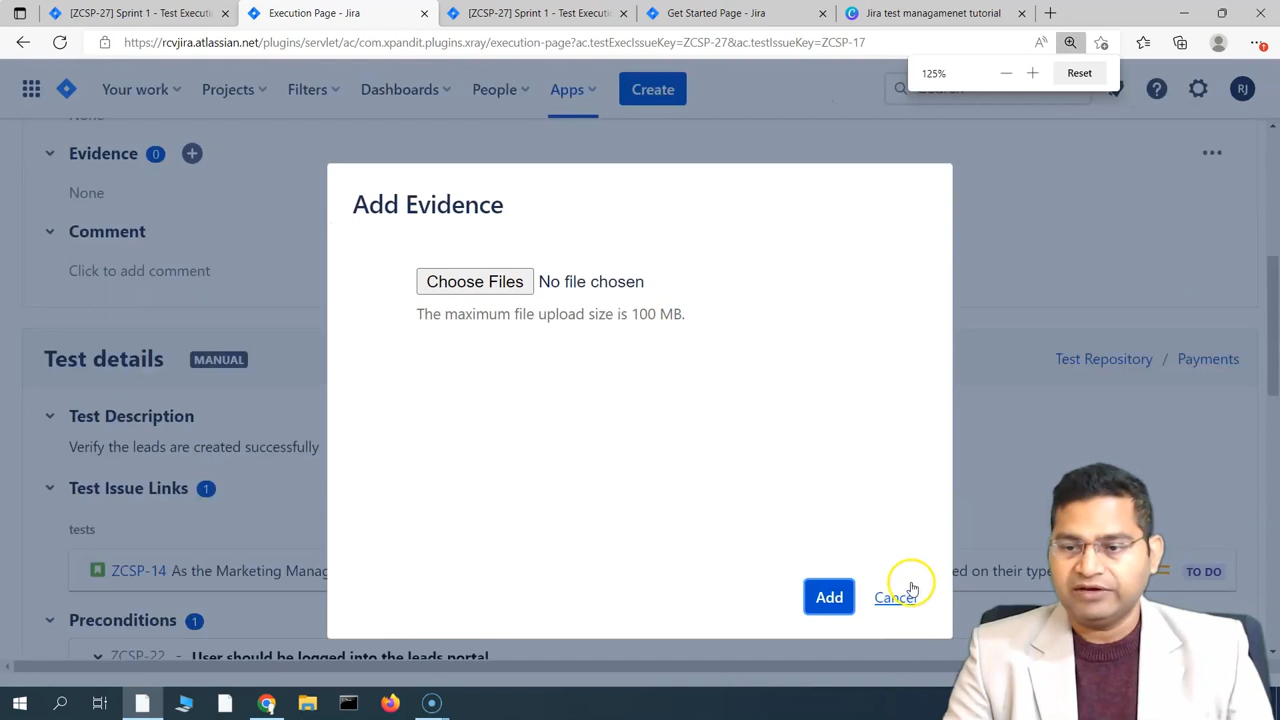 [ZCSP-27] Sprint 1 - Test Executi
Execution Page - Jira
[ZCSP-27] Sprint 1 - Test Executi
Get Started Page - Jira
Jira test managamenet tutorial
https://rcvjira.atlassian.net/plugins/servlet/ac/com.xpandit.plugins.xray/execution-page?ac.testExecIssueKey=ZCSP-27&ac.testIssueKey=ZCSP-17
125%
Reset
Your work
Projects
Filters
Dashboards
People
Apps
Create
RJ
Evidence 0
None
Comment
Click to add comment
Add Evidence
Choose Files No file chosen
The maximum file upload size is 100 MB.
Add
Cancel
Test details MANUAL
Test Repository / Payments
Test Description
Verify the leads are created successfully
Test Issue Links 1
tests
ZCSP-14 As the Marketing Manag
ed on their type
TO DO
Preconditions 1
ZCSP-22 - User should be logged into the leads portal